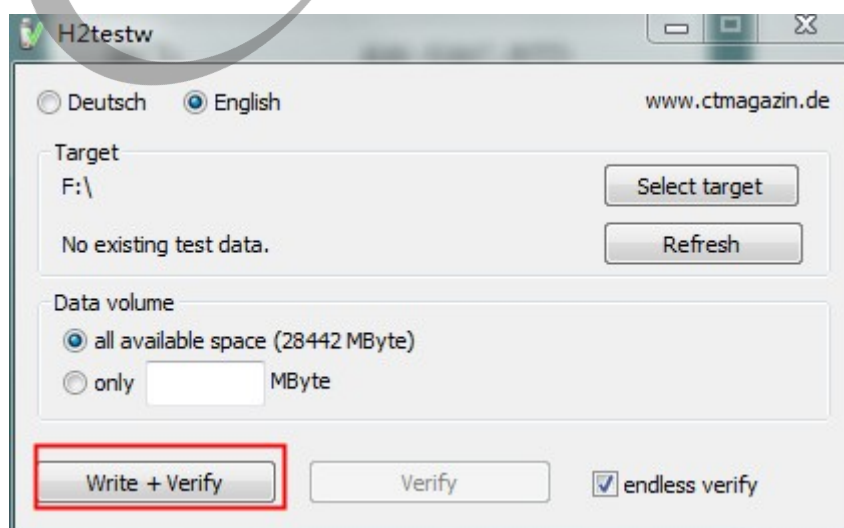 H2testw
Deutsch English www.ctmagazin.de
Target
F:\ Select target
No existing test data. Refresh
Data volume
all available space (28442 MByte)
only MByte
Write + Verify Verify endless verify